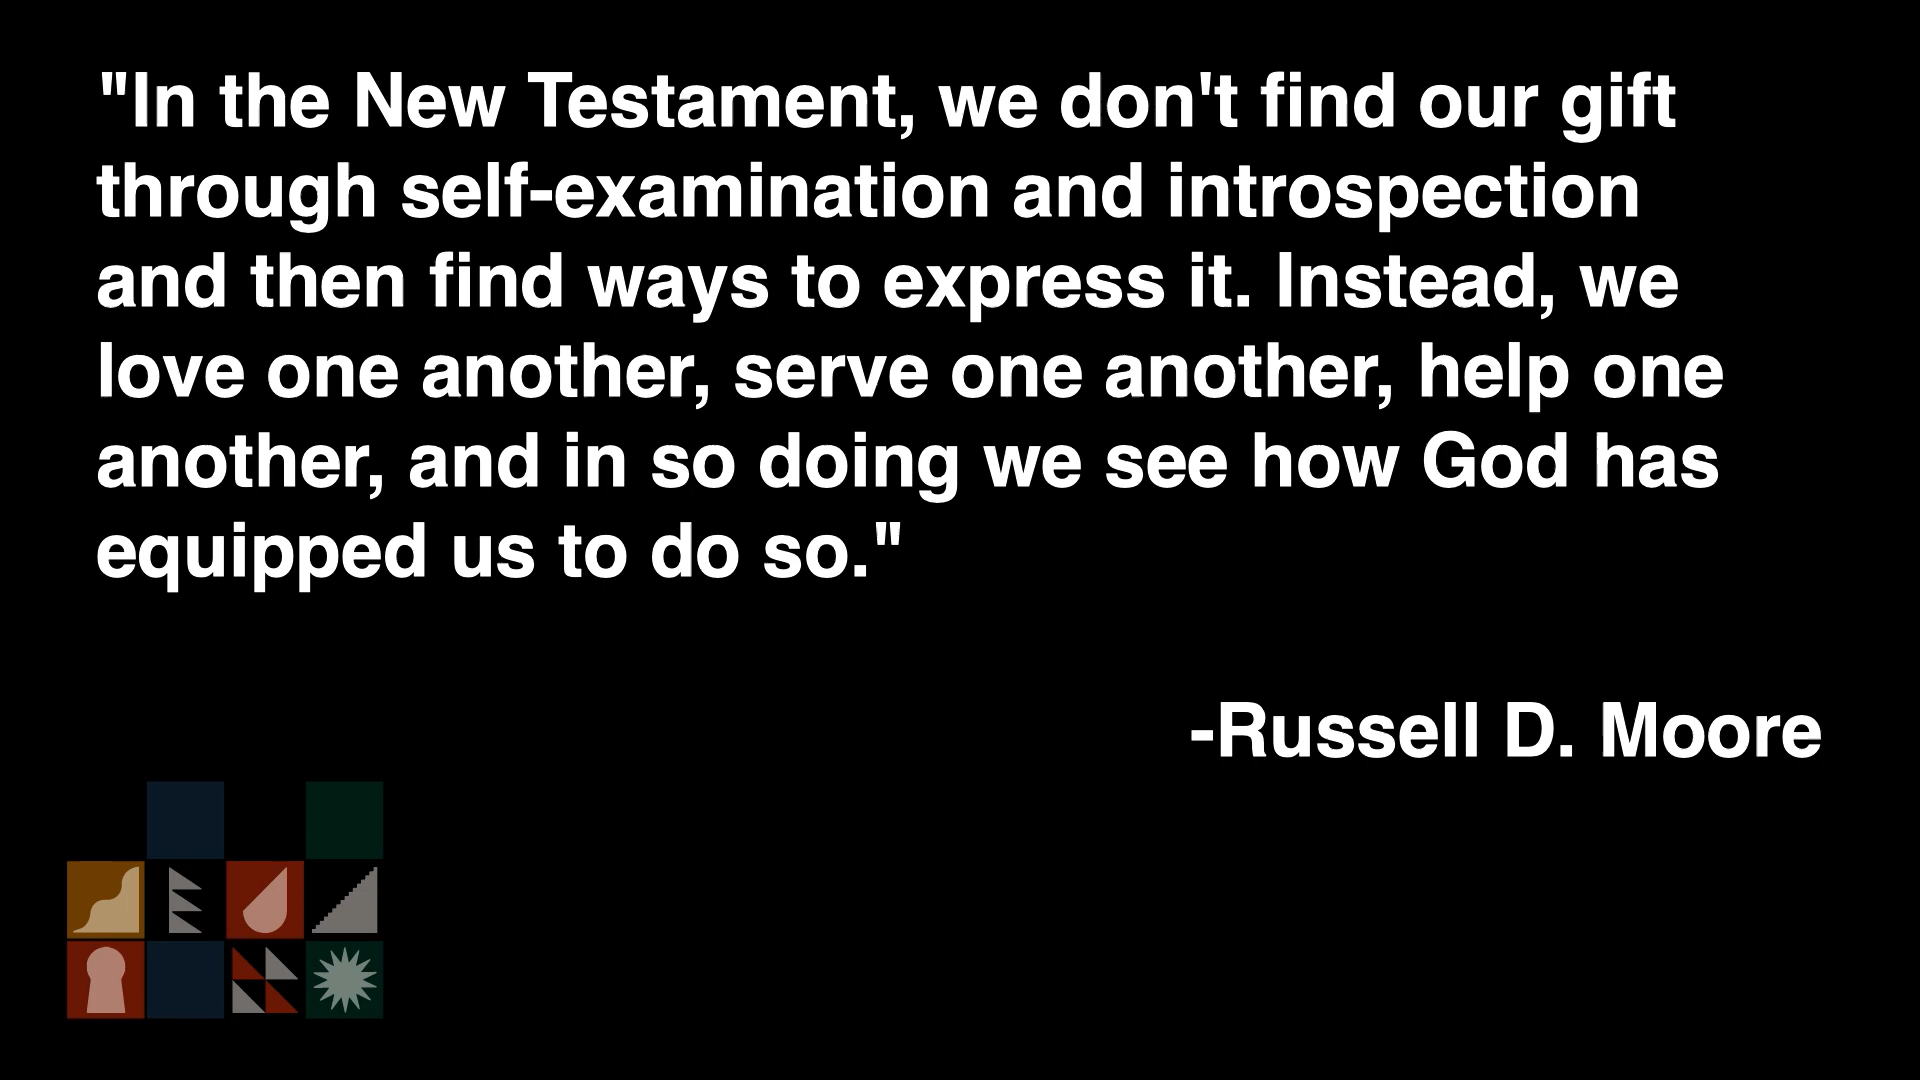 "In the New Testament, we don't find our gift
through self-examination and introspection
and then find ways to express it. Instead, we
love one another, serve one another, help one
another, and in so doing we see how God has
equipped us to do so."
-Russell D. Moore